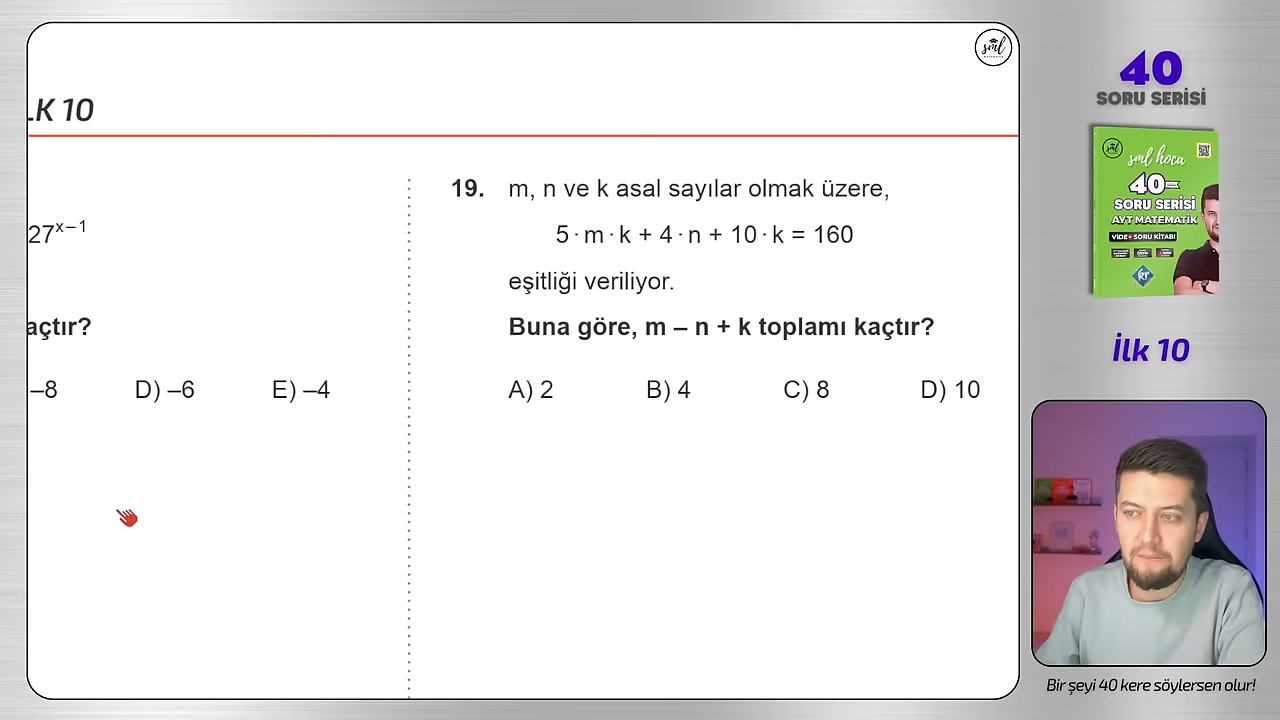 LK 10
27^{x–1}
açtır?
–8 D) –6 E) –4
19. m, n ve k asal sayılar olmak üzere,
5·m·k + 4·n + 10·k = 160
eşitliği veriliyor.
Buna göre, m – n + k toplamı kaçtır?
A) 2 B) 4 C) 8 D) 10
sml
40
SORU SERİSİ
sml hoca
40
SORU SERİSİ
AYT MATEMATİK
VİDEO SORU KİTABI
İlk 10
Bir şeyi 40 kere söylersen olur!